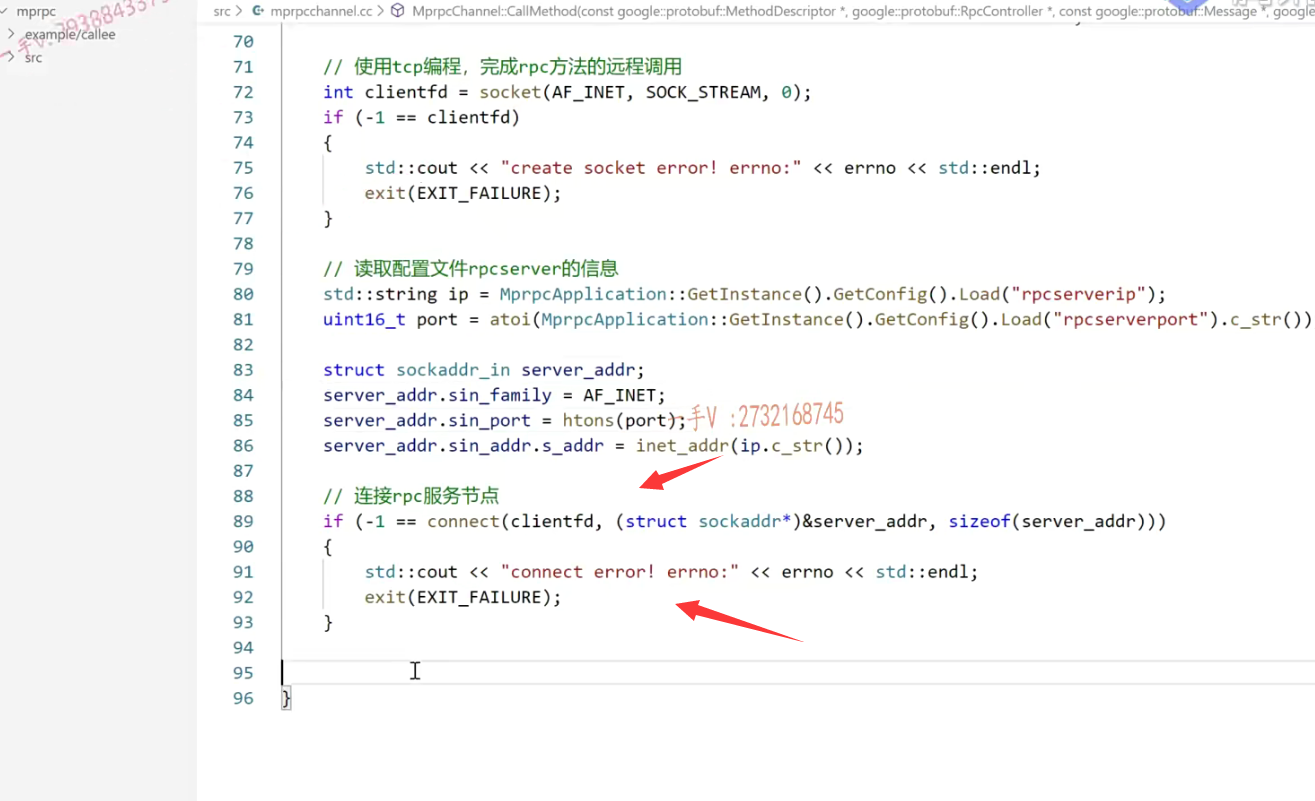 mprpc
example/callee
src
src > mprpcchannel.cc > MprpcChannel::CallMethod(const google::protobuf::MethodDescriptor *, google::protobuf::RpcController *, const google::protobuf::Message *, google
70
71 // 使用tcp编程，完成rpc方法的远程调用
72 int clientfd = socket(AF_INET, SOCK_STREAM, 0);
73 if (-1 == clientfd)
74 {
75 std::cout << "create socket error! errno:" << errno << std::endl;
76 exit(EXIT_FAILURE);
77 }
78
79 // 读取配置文件rpcserver的信息
80 std::string ip = MprpcApplication::GetInstance().GetConfig().Load("rpcserverip");
81 uint16_t port = atoi(MprpcApplication::GetInstance().GetConfig().Load("rpcserverport").c_str())
82
83 struct sockaddr_in server_addr;
84 server_addr.sin_family = AF_INET;
85 server_addr.sin_port = htons(port);
一手V :2732168745
86 server_addr.sin_addr.s_addr = inet_addr(ip.c_str());
87
88 // 连接rpc服务节点
89 if (-1 == connect(clientfd, (struct sockaddr*)&server_addr, sizeof(server_addr)))
90 {
91 std::cout << "connect error! errno:" << errno << std::endl;
92 exit(EXIT_FAILURE);
93 }
94
95
96 }